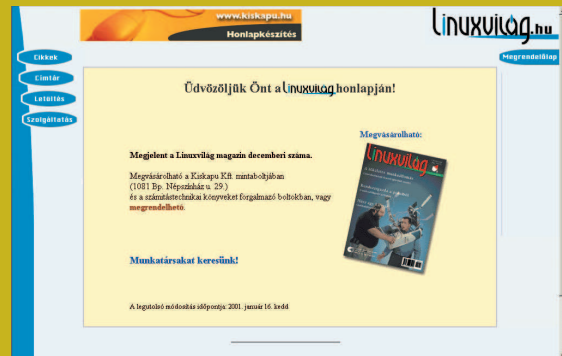 www.kiskapu.hu
Honlapkészítés
Linuxvilág.hu
Cikkek
Címtár
Letöltés
Szolgáltatás
Megrendelőlap
Üdvözöljük Önt a Linuxvilág honlapján!
Megvásárolható:
Megjelent a Linuxvilág magazin decemberi száma.
Megvásárolható a Kiskapu Kft. mintaboltjában
(1081 Bp. Népszínház u. 29.)
és a számítástechnikai könyveket forgalmazó boltokban, vagy
megrendelhető.
Linuxvilág
Munkatársakat keresünk!
A legutolsó módosítás időpontja: 2001. január 16. kedd